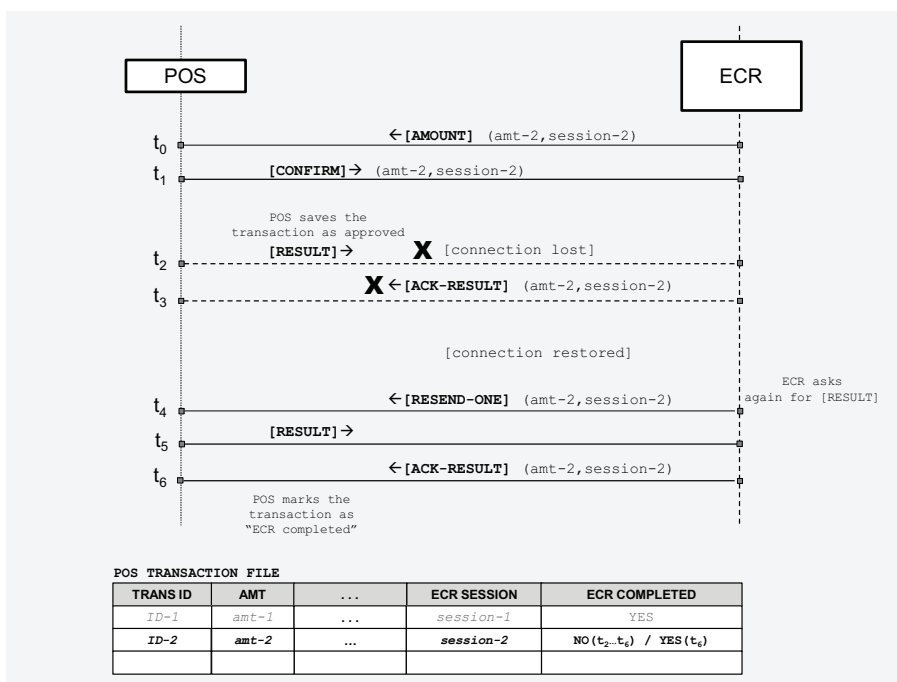 POS
ECR
t0 ←[AMOUNT] (amt-2,session-2)
t1 [CONFIRM]→ (amt-2,session-2)
POS saves the
transaction as approved
t2 [RESULT]→ X [connection lost]
t3 X ←[ACK-RESULT] (amt-2,session-2)
[connection restored]
ECR asks
again for [RESULT]
t4 ←[RESEND-ONE] (amt-2,session-2)
t5 [RESULT]→
t6 ←[ACK-RESULT] (amt-2,session-2)
POS marks the
transaction as
“ECR completed”
POS TRANSACTION FILE
TRANS ID AMT ... ECR SESSION ECR COMPLETED
ID-1 amt-1 ... session-1 YES
ID-2 amt-2 ... session-2 NO(t2…t6) / YES(t6)